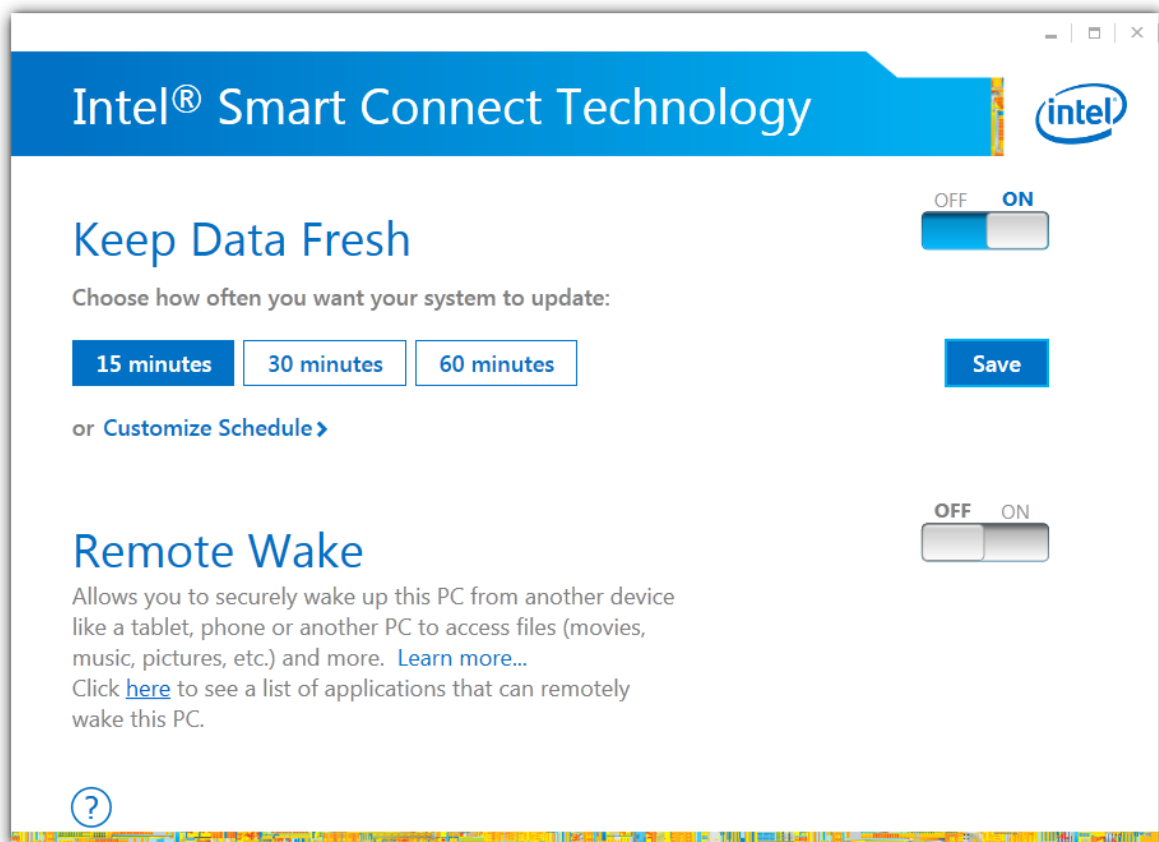 Intel® Smart Connect Technology
intel
OFF ON
Keep Data Fresh
Choose how often you want your system to update:
15 minutes 30 minutes 60 minutes Save
or Customize Schedule
OFF ON
Remote Wake
Allows you to securely wake up this PC from another device
like a tablet, phone or another PC to access files (movies,
music, pictures, etc.) and more. Learn more...
Click here to see a list of applications that can remotely
wake this PC.
?